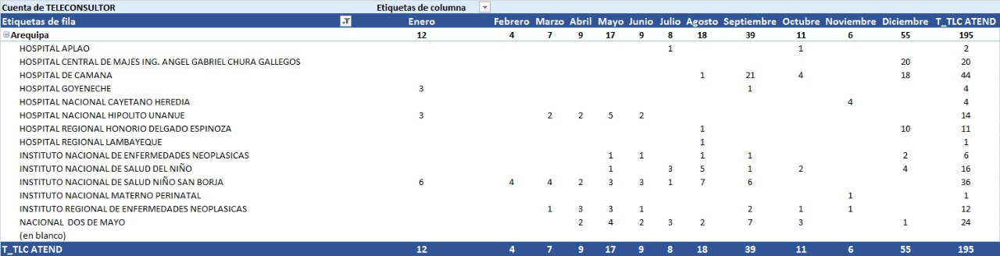 Cuenta de TELECONSULTOR Etiquetas de columna
Etiquetas de fila Enero Febrero Marzo Abril Mayo Junio Julio Agosto Septiembre Octubre Noviembre Diciembre T_TLC ATEND
Arequipa 12 4 7 9 17 9 8 18 39 11 6 55 195
HOSPITAL APLAO 1 1 2
HOSPITAL CENTRAL DE MAJES ING. ANGEL GABRIEL CHURA GALLEGOS 20 20
HOSPITAL DE CAMANA 1 21 4 18 44
HOSPITAL GOYENECHE 3 1 4
HOSPITAL NACIONAL CAYETANO HEREDIA 4 4
HOSPITAL NACIONAL HIPOLITO UNANUE 3 2 2 5 2 14
HOSPITAL REGIONAL HONORIO DELGADO ESPINOZA 1 10 11
HOSPITAL REGIONAL LAMBAYEQUE 1 1
INSTITUTO NACIONAL DE ENFERMEDADES NEOPLASICAS 1 1 1 1 2 6
INSTITUTO NACIONAL DE SALUD DEL NIÑO 1 3 5 1 2 4 16
INSTITUTO NACIONAL DE SALUD NIÑO SAN BORJA 6 4 4 2 3 3 1 7 6 36
INSTITUTO NACIONAL MATERNO PERINATAL 1 1
INSTITUTO REGIONAL DE ENFERMEDADES NEOPLASICAS 1 3 3 1 2 1 1 12
NACIONAL DOS DE MAYO 2 4 2 3 2 7 3 1 24
(en blanco)
T_TLC ATEND 12 4 7 9 17 9 8 18 39 11 6 55 195